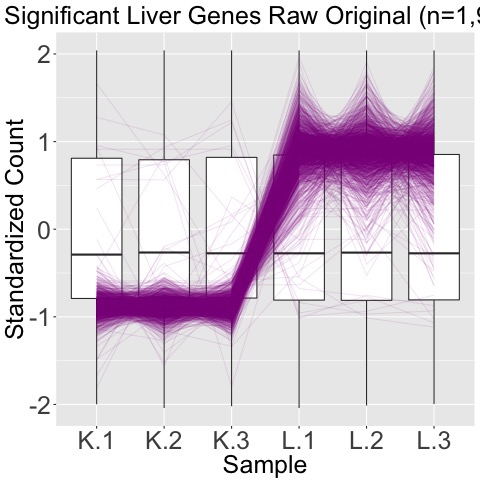 Significant Liver Genes Raw Original (n=1,9
Standardized Count
2
1
0
-1
-2
K.1 K.2 K.3 L.1 L.2 L.3
Sample